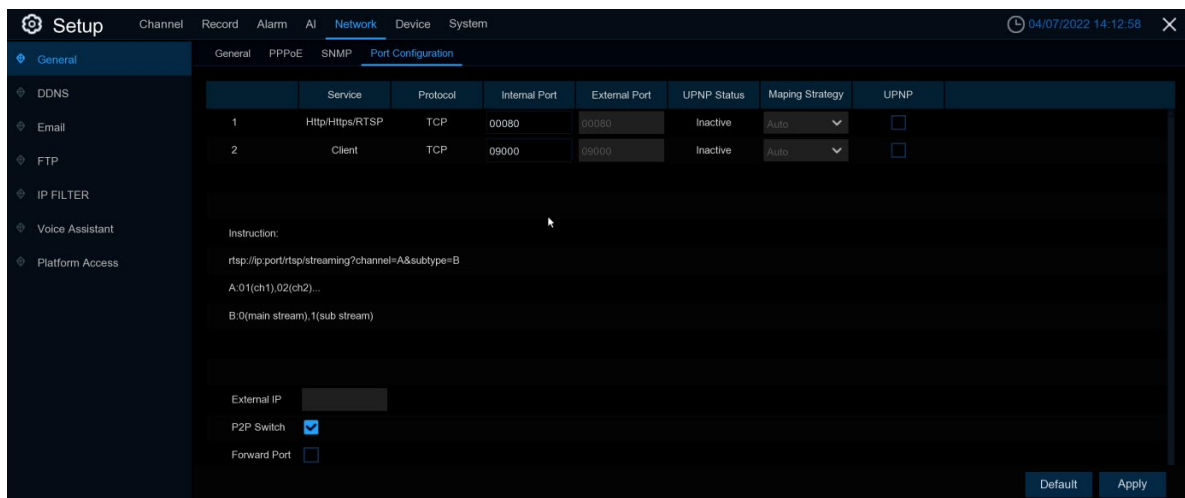 Setup Channel Record Alarm AI Network Device System 04/07/2022 14:12:58
General PPPoE SNMP Port Configuration
General
DDNS
Email
FTP
IP FILTER
Voice Assistant
Platform Access
Service Protocol Internal Port External Port UPNP Status Maping Strategy UPNP
1 Http/Https/RTSP TCP 00080 00080 Inactive Auto
2 Client TCP 09000 09000 Inactive Auto
Instruction:
rtsp://ip:port/rtsp/streaming?channel=A&subtype=B
A:01(ch1),02(ch2)...
B:0(main stream),1(sub stream)
External IP
P2P Switch
Forward Port
Default Apply